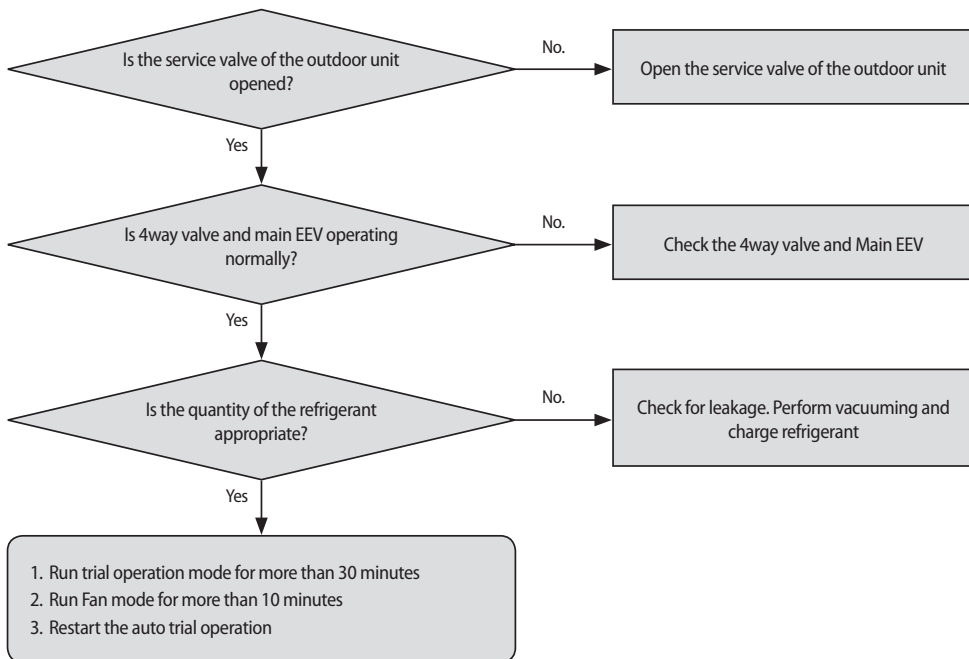 Is the service valve of the outdoor unit
opened?
No.
Open the service valve of the outdoor unit
Yes
Is 4way valve and main EEV operating
normally?
No.
Check the 4way valve and Main EEV
Yes
Is the quantity of the refrigerant
appropriate?
No.
Check for leakage. Perform vacuuming and
charge refrigerant
Yes
1. Run trial operation mode for more than 30 minutes
2. Run Fan mode for more than 10 minutes
3. Restart the auto trial operation